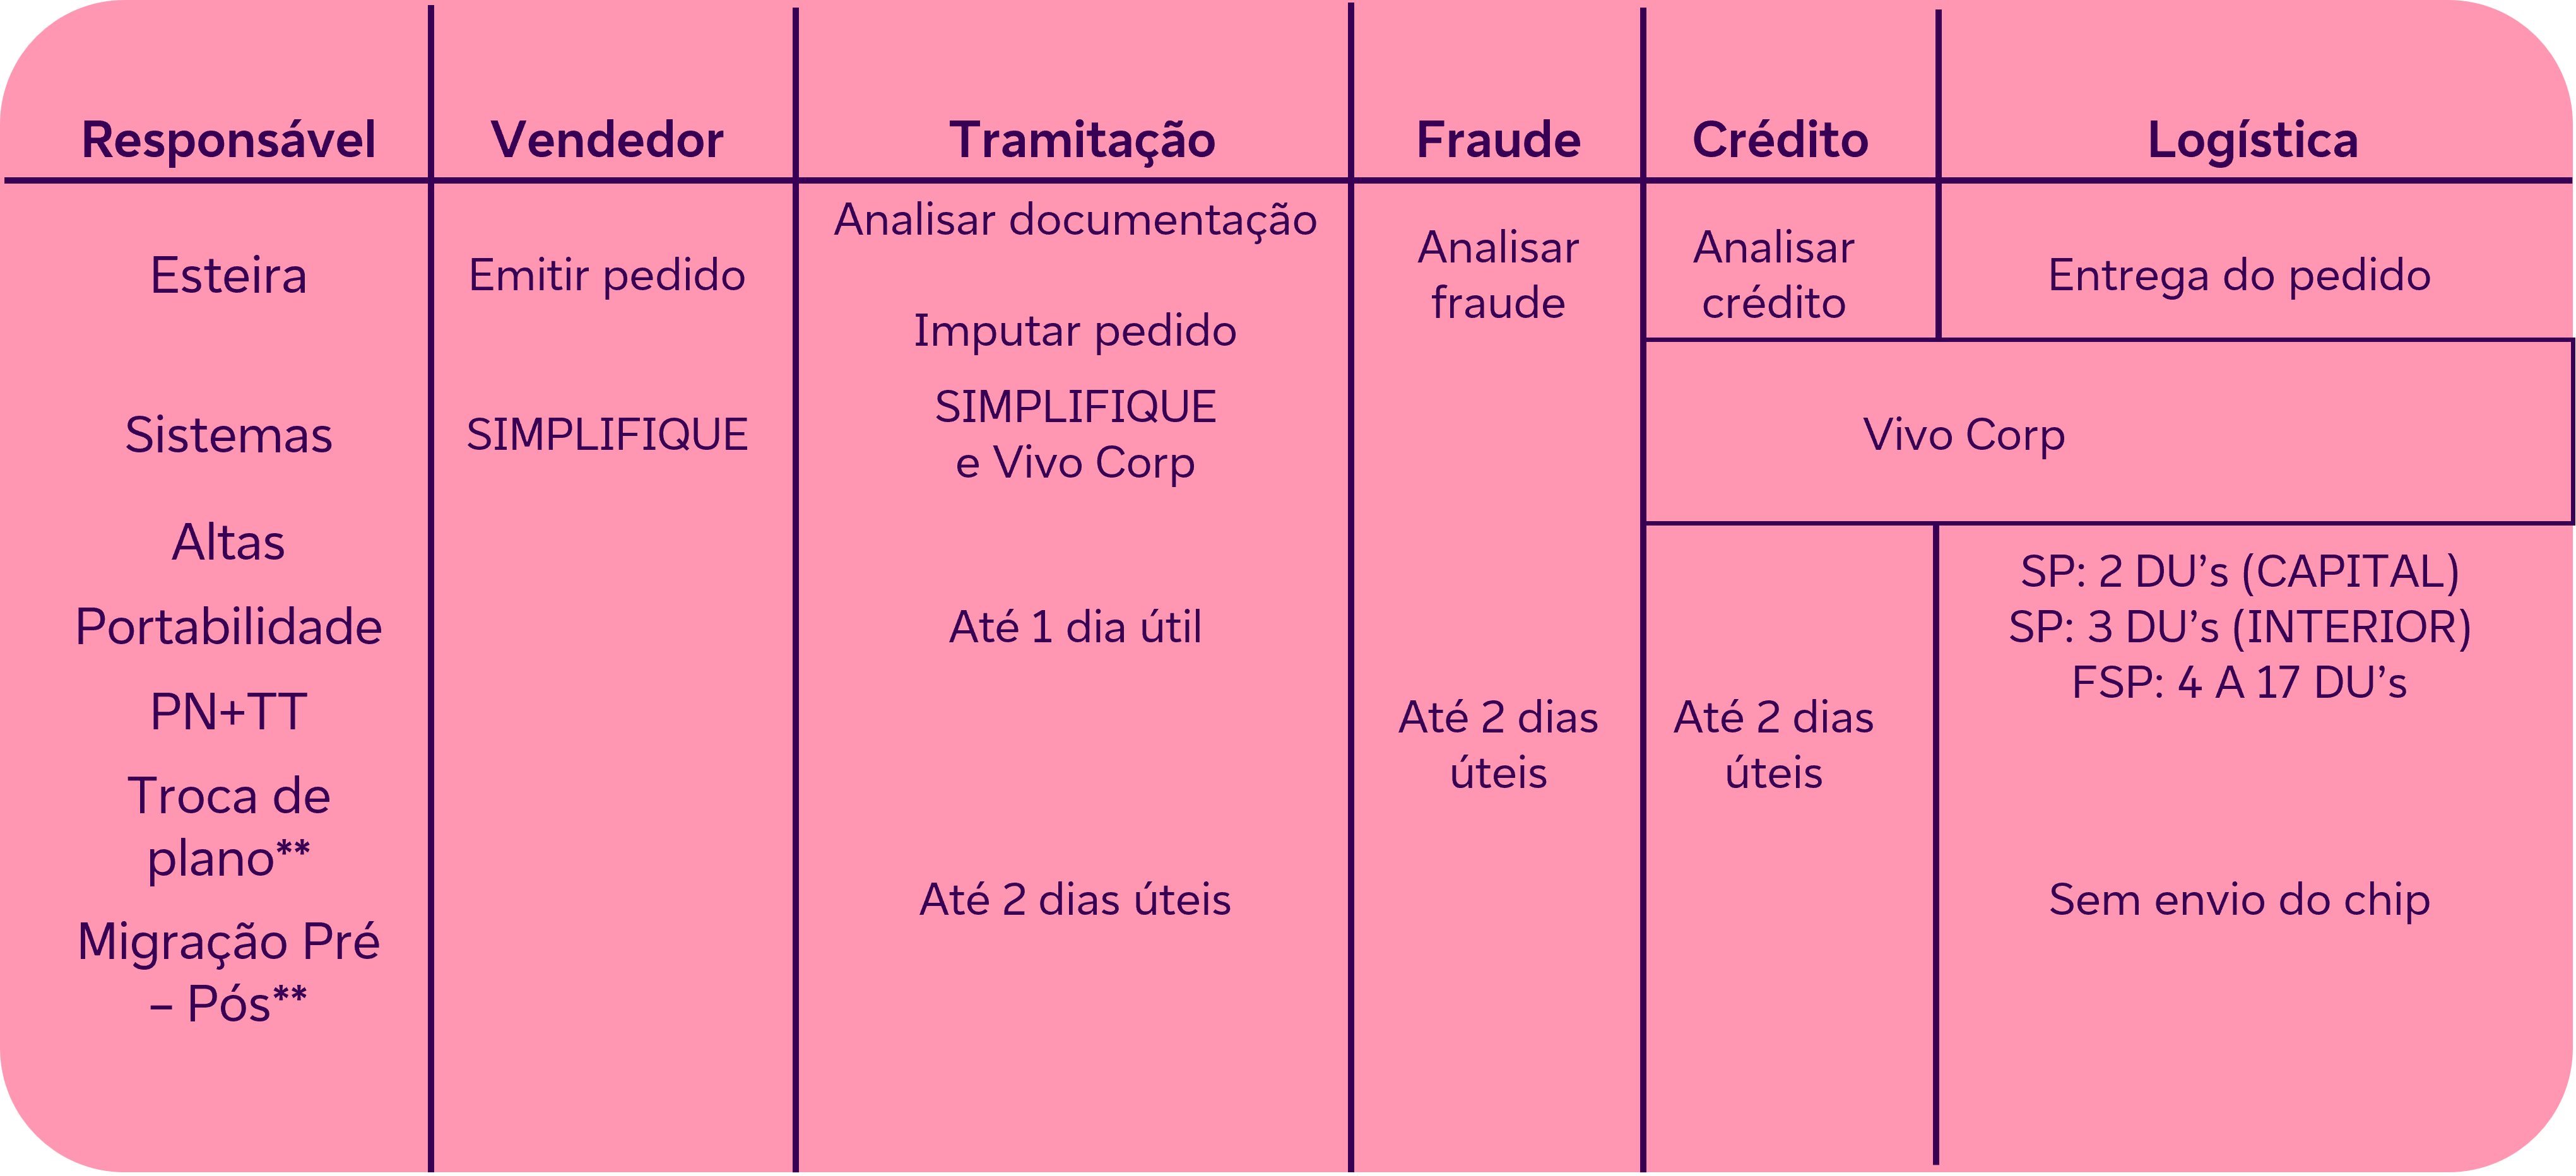 Responsável Vendedor Tramitação Fraude Crédito Logística
Esteira
Emitir pedido
Analisar documentação
Imputar pedido
Analisar
fraude
Analisar
crédito
Entrega do pedido
Sistemas
SIMPLIFIQUE
SIMPLIFIQUE
e Vivo Corp
Vivo Corp
Altas
Portabilidade
PN+TT
Até 1 dia útil
SP: 2 DU’s (CAPITAL)
SP: 3 DU’s (INTERIOR)
FSP: 4 A 17 DU’s
Até 2 dias
úteis
Até 2 dias
úteis
Troca de
plano**
Migração Pré
– Pós**
Até 2 dias úteis
Sem envio do chip